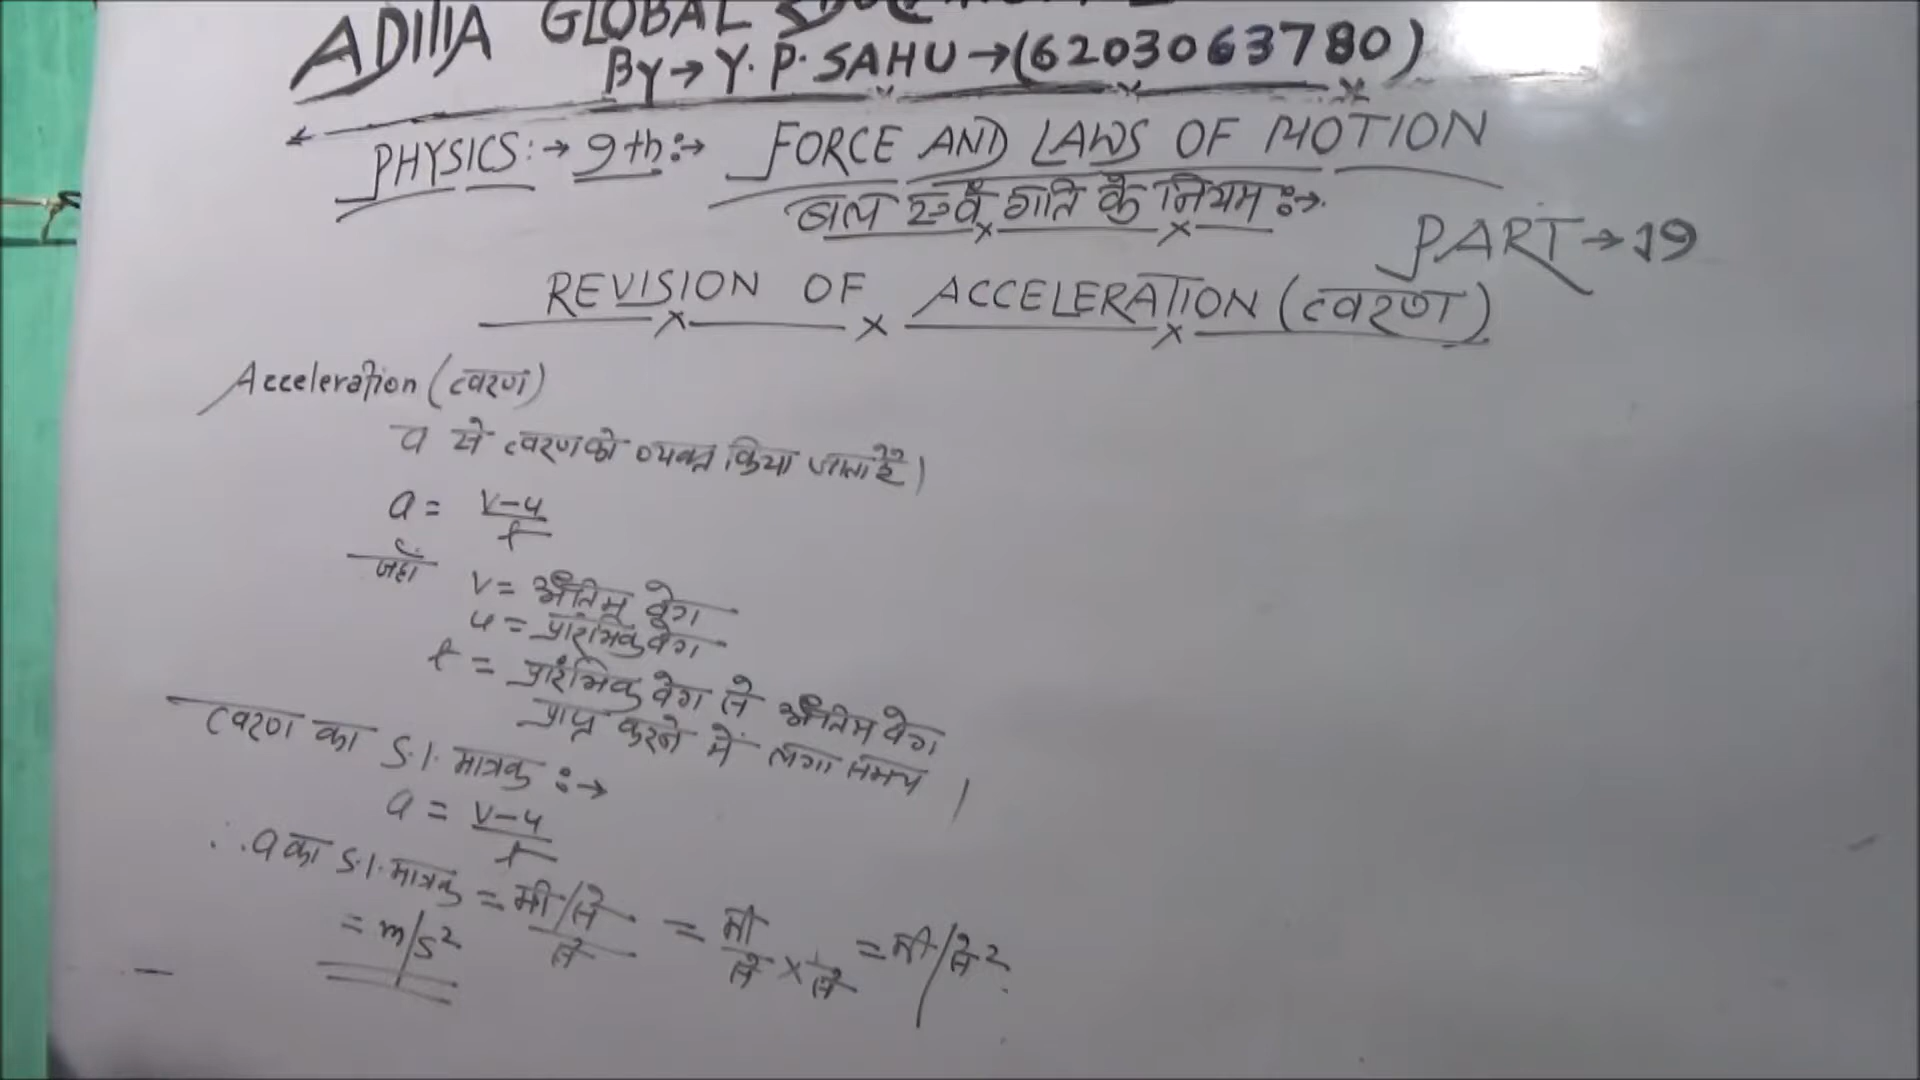 ADITIA GLOBAL
BY→Y. P. SAHU→(6203063780)
PHYSICS:→ 9th:→ FORCE AND LAWS OF MOTION
बल एवं गति के नियम:→
PART→19
REVISION OF ACCELERATION (त्वरण)
Acceleration (त्वरण)
a से त्वरण को व्यक्त किया जाता है।
a = v-u/t
जहाँ
v = अंतिम वेग
u = प्रारंभिक वेग
t = प्रारंभिक वेग से अंतिम वेग
प्राप्त करने में लगा समय।
त्वरण का S.I. मात्रक:→
a = v-u/t
∴ a का S.I. मात्रक = मी/से/से = मी/से × 1/से = मी/से²
= m/s²